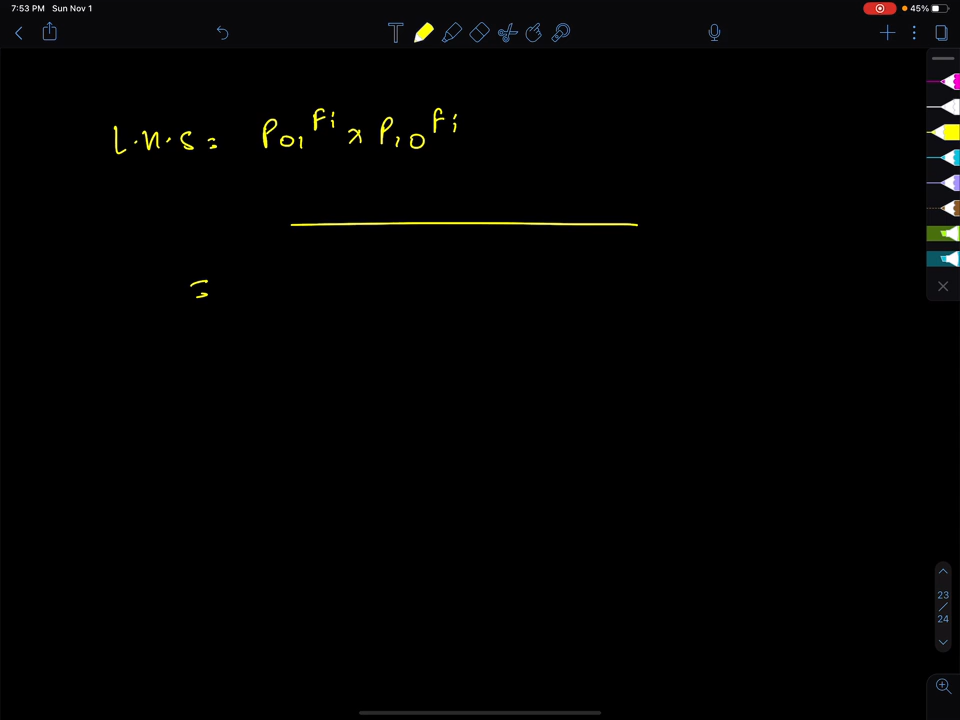 7:53 PM Sun Nov 1 45%
L.H.S = P01^Fi x P10^Fi
=
23
/
24